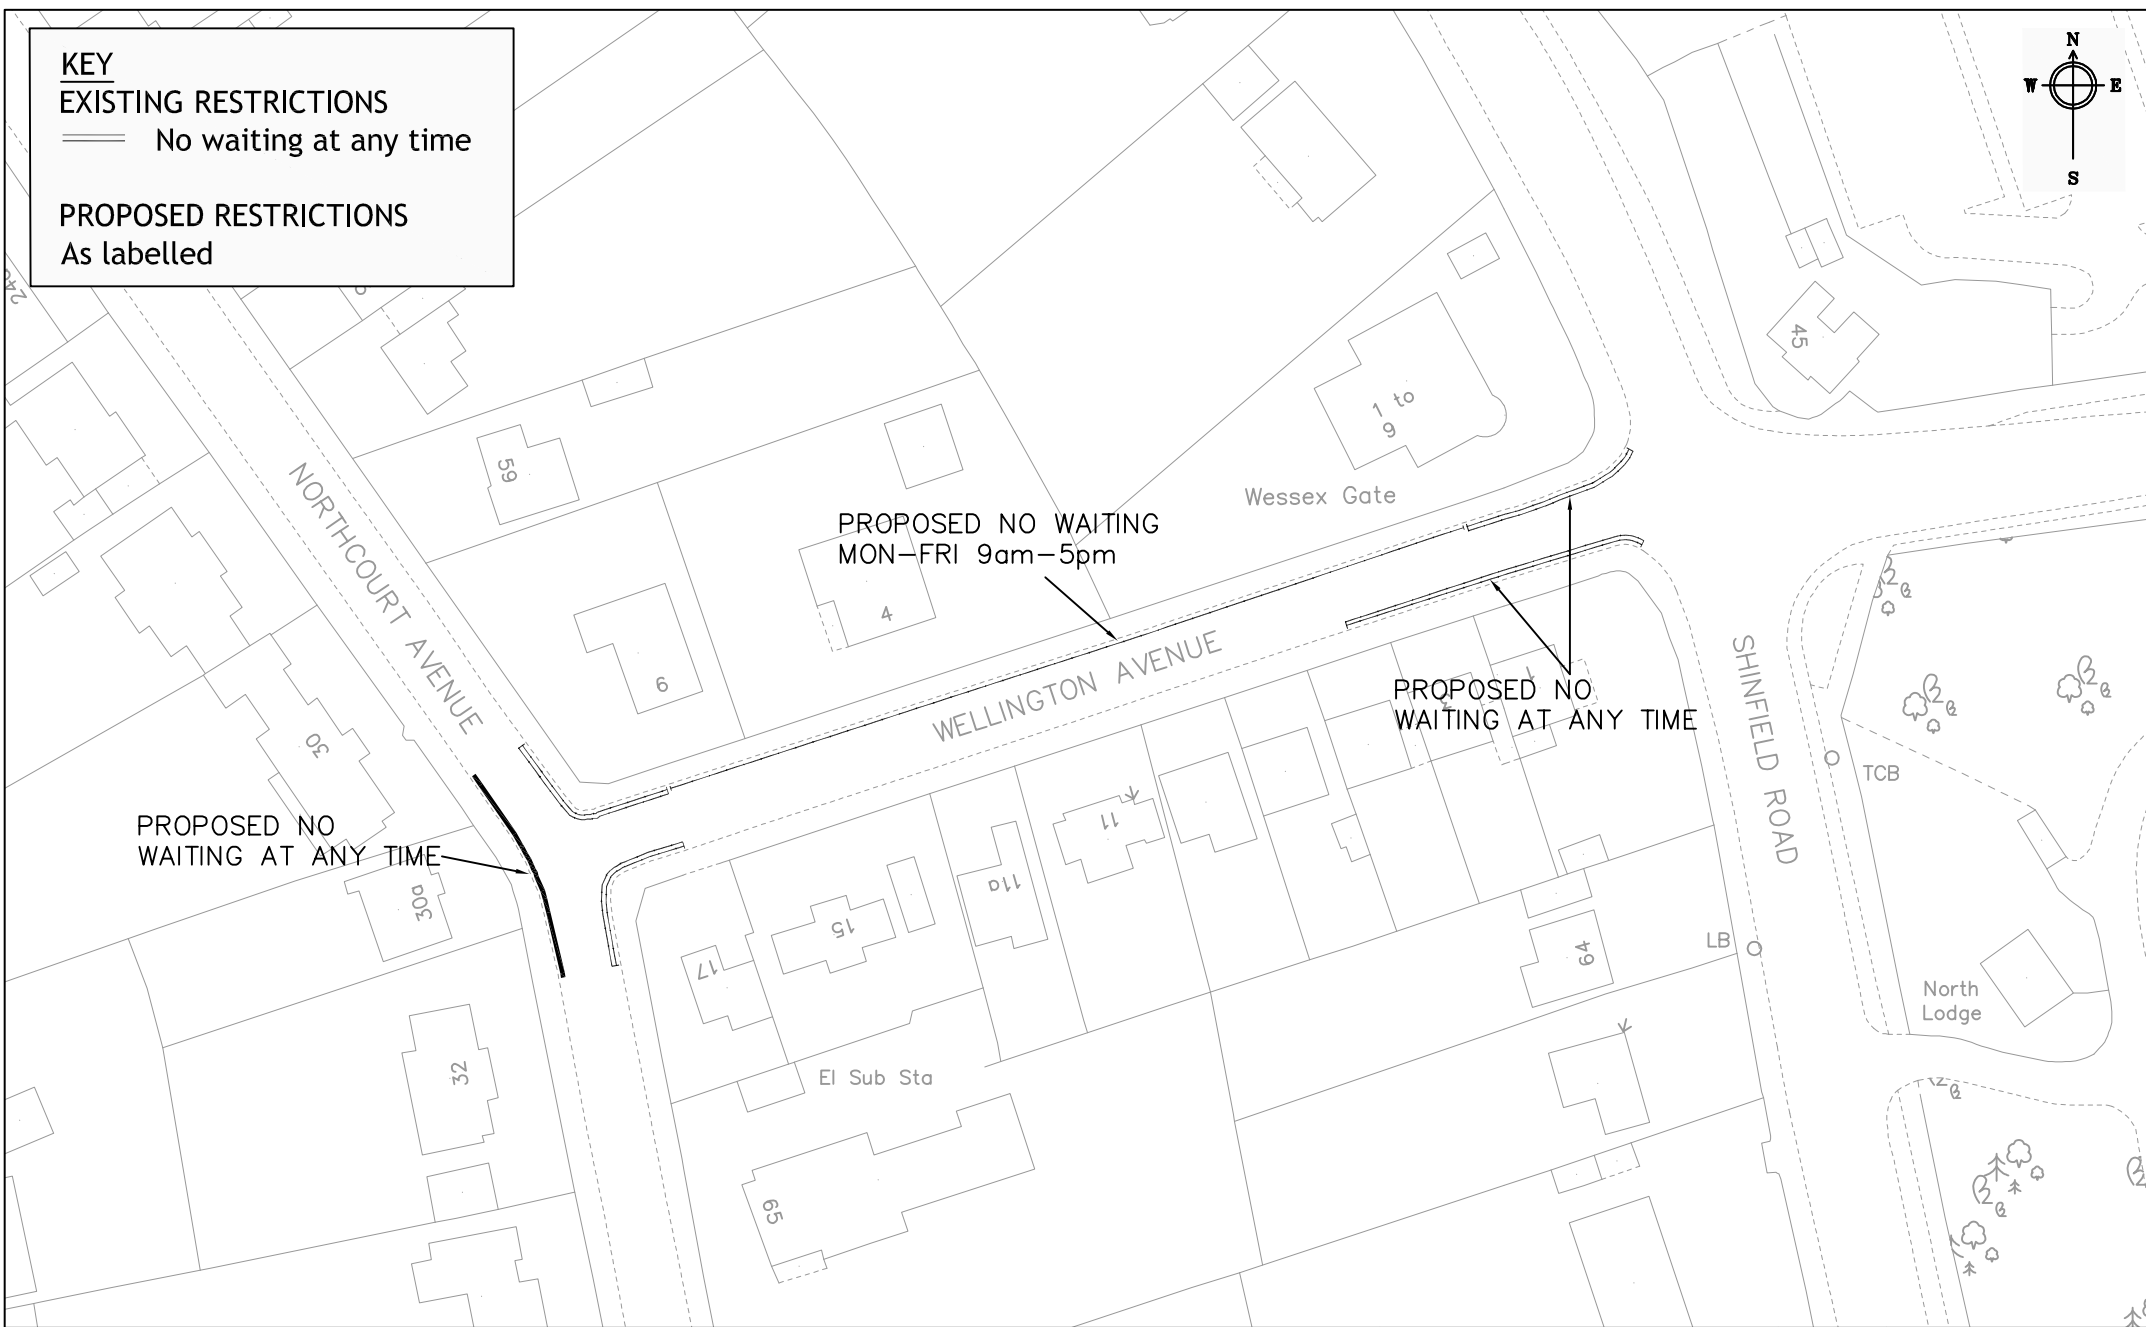 KEY
EXISTING RESTRICTIONS
No waiting at any time
PROPOSED RESTRICTIONS
As labelled
N
W E
S
45
1 to
9
59
Wessex Gate
NORTHCOURT AVENUE
PROPOSED NO WAITING
MON-FRI 9am-5pm
4
6
WELLINGTON AVENUE
1
3
PROPOSED NO
WAITING AT ANY TIME
SHINFIELD ROAD
TCB
30
PROPOSED NO
WAITING AT ANY TIME
30a
11
11a
15
17
64
LB
North
Lodge
32
El Sub Sta
65